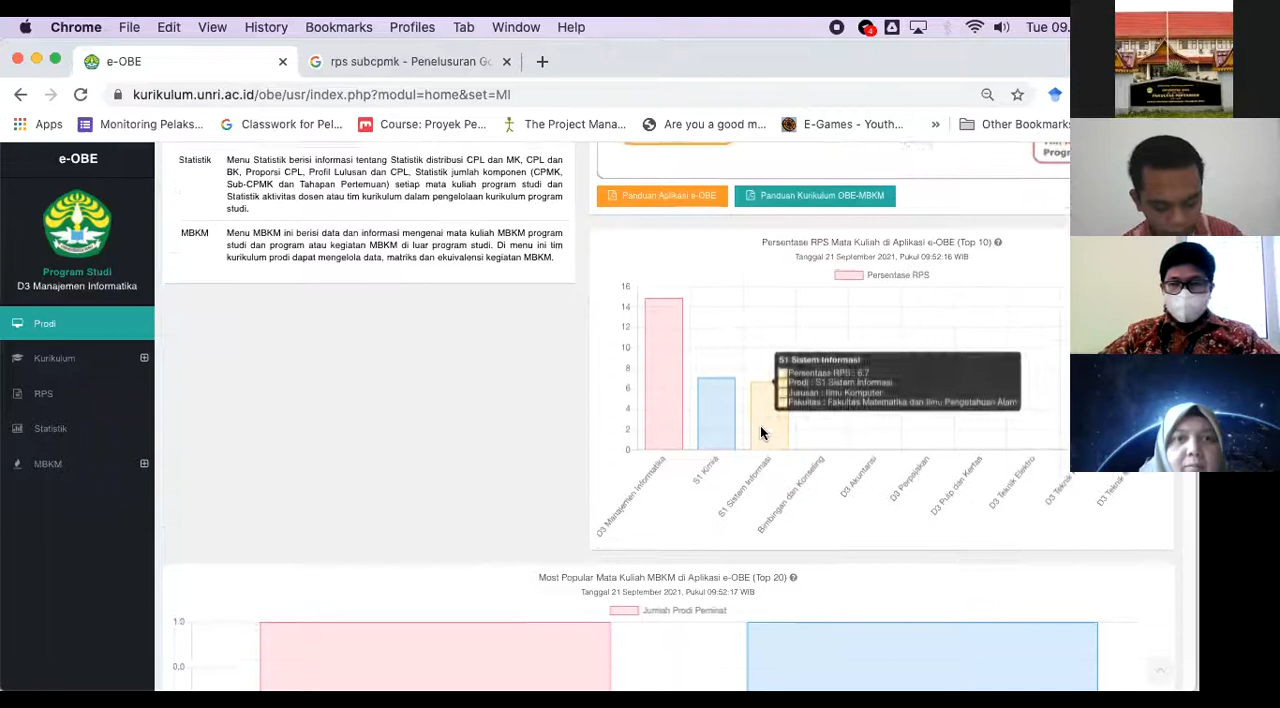 Chrome File Edit View History Bookmarks Profiles Tab Window Help
4
Tue 09.
e-OBE
rps subcpmk - Penelusuran Go
kurikulum.unri.ac.id/obe/usr/index.php?modul=home&set=MI
Apps Monitoring Pelaks... Classwork for Pel... Course: Proyek Pe... The Project Mana... Are you a good m... E-Games - Youth... » Other Bookmarks
e-OBE
Program Studi
D3 Manajemen Informatika
Prodi
Kurikulum
RPS
Statistik
MBKM
Statistik
Menu Statistik berisi informasi tentang Statistik distribusi CPL dan MK, CPL dan
BK, Proporsi CPL, Profil Lulusan dan CPL, Statistik jumlah komponen (CPMK,
Sub-CPMK dan Tahapan Pertemuan) setiap mata kuliah program studi dan
Statistik aktivitas dosen atau tim kurikulum dalam pengelolaan kurikulum program
studi.
MBKM
Menu MBKM ini berisi data dan informasi mengenai mata kuliah MBKM program
studi dan program atau kegiatan MBKM di luar program studi. Di menu ini tim
kurikulum prodi dapat mengelola data, matriks dan ekuivalensi kegiatan MBKM.
Progr
Panduan Aplikasi e-OBE
Panduan Kurikulum OBE-MBKM
Persentase RPS Mata Kuliah di Aplikasi e-OBE (Top 10)
Tanggal 21 September 2021, Pukul 09:52:16 WIB
Persentase RPS
16
14
12
10
8
6
4
2
0
S1 Sistem Informasi
Persentase RPS : 6.7
Prodi : S1 Sistem Informasi
Jurusan : Ilmu Komputer
Fakultas : Fakultas Matematika dan Ilmu Pengetahuan Alam
D3 Manajemen Informatika
S1 Kimia
S1 Sistem Informasi
Bimbingan dan Konseling
D3 Akuntansi
D3 Perpajakan
D3 Pulp dan Kertas
D3 Teknik Elektro
Most Popular Mata Kuliah MBKM di Aplikasi e-OBE (Top 20)
Tanggal 21 September 2021, Pukul 09:52:17 WIB
Jumlah Prodi Peminat
1.0